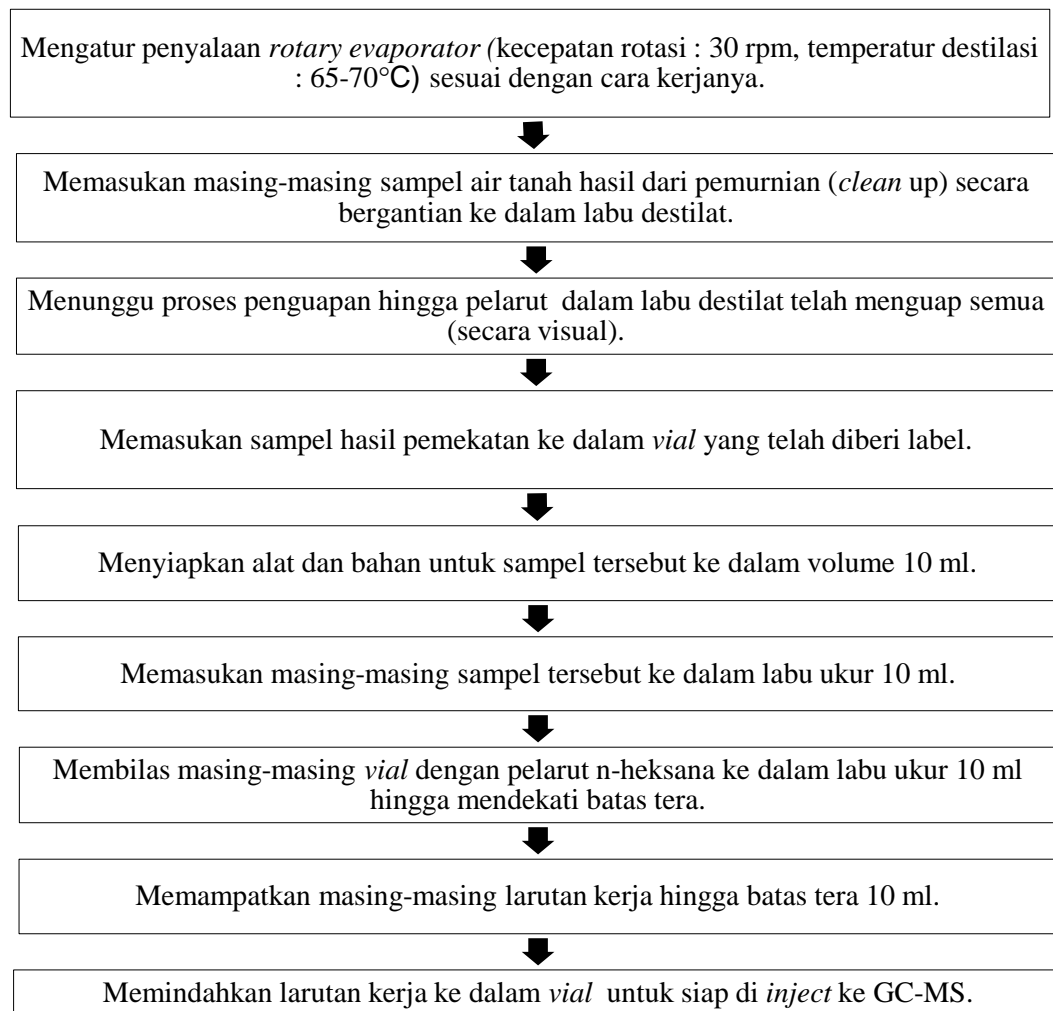 Mengatur penyalaan rotary evaporator (kecepatan rotasi : 30 rpm, temperatur destilasi
: 65-70°C) sesuai dengan cara kerjanya.
Memasukan masing-masing sampel air tanah hasil dari pemurnian (clean up) secara
bergantian ke dalam labu destilat.
Menunggu proses penguapan hingga pelarut dalam labu destilat telah menguap semua
(secara visual).
Memasukan sampel hasil pemekatan ke dalam vial yang telah diberi label.
Menyiapkan alat dan bahan untuk sampel tersebut ke dalam volume 10 ml.
Memasukan masing-masing sampel tersebut ke dalam labu ukur 10 ml.
Membilas masing-masing vial dengan pelarut n-heksana ke dalam labu ukur 10 ml
hingga mendekati batas tera.
Memampatkan masing-masing larutan kerja hingga batas tera 10 ml.
Memindahkan larutan kerja ke dalam vial untuk siap di inject ke GC-MS.